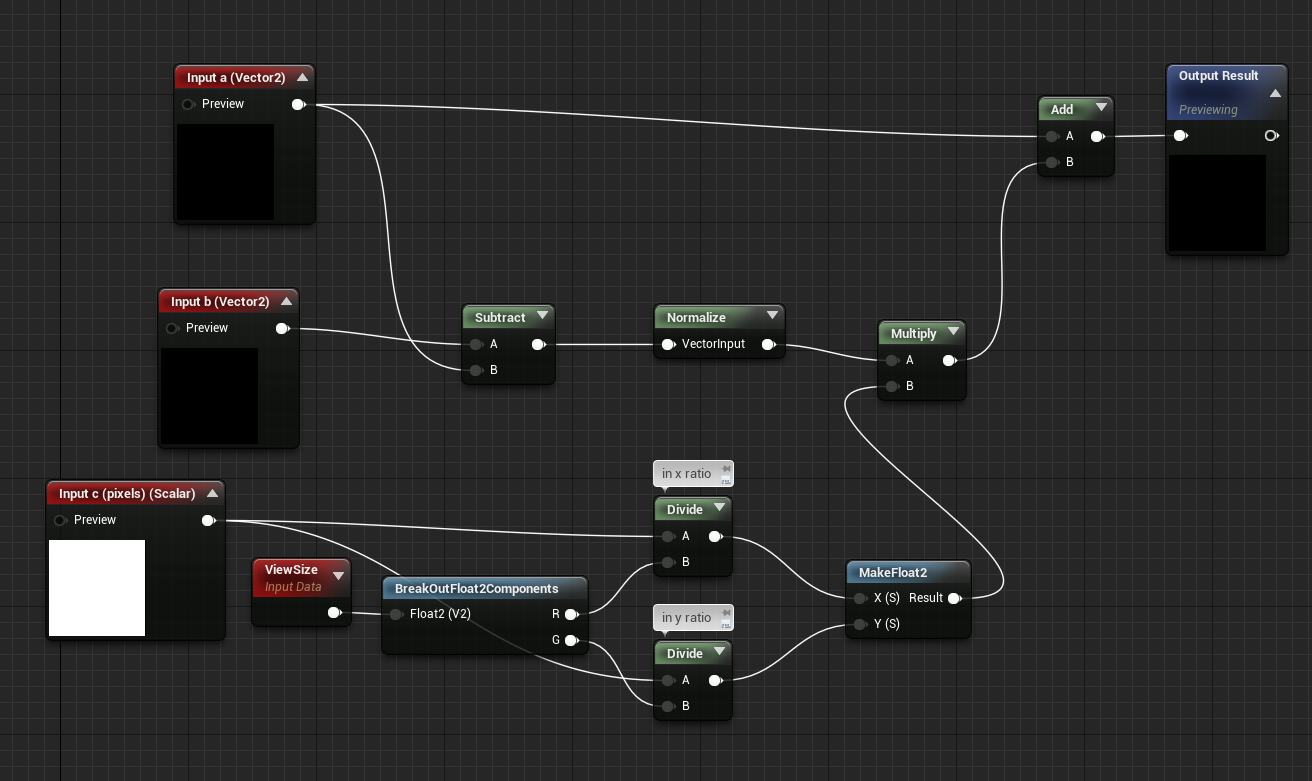 Input a (Vector2)
Preview
Output Result
Previewing
Add
A
B
Input b (Vector2)
Preview
Subtract
A
B
Normalize
VectorInput
Multiply
A
B
Input c (pixels) (Scalar)
Preview
in x ratio
Divide
A
B
ViewSize
Input Data
BreakOutFloat2Components
Float2 (V2) R
G
MakeFloat2
X (S) Result
Y (S)
in y ratio
Divide
A
B